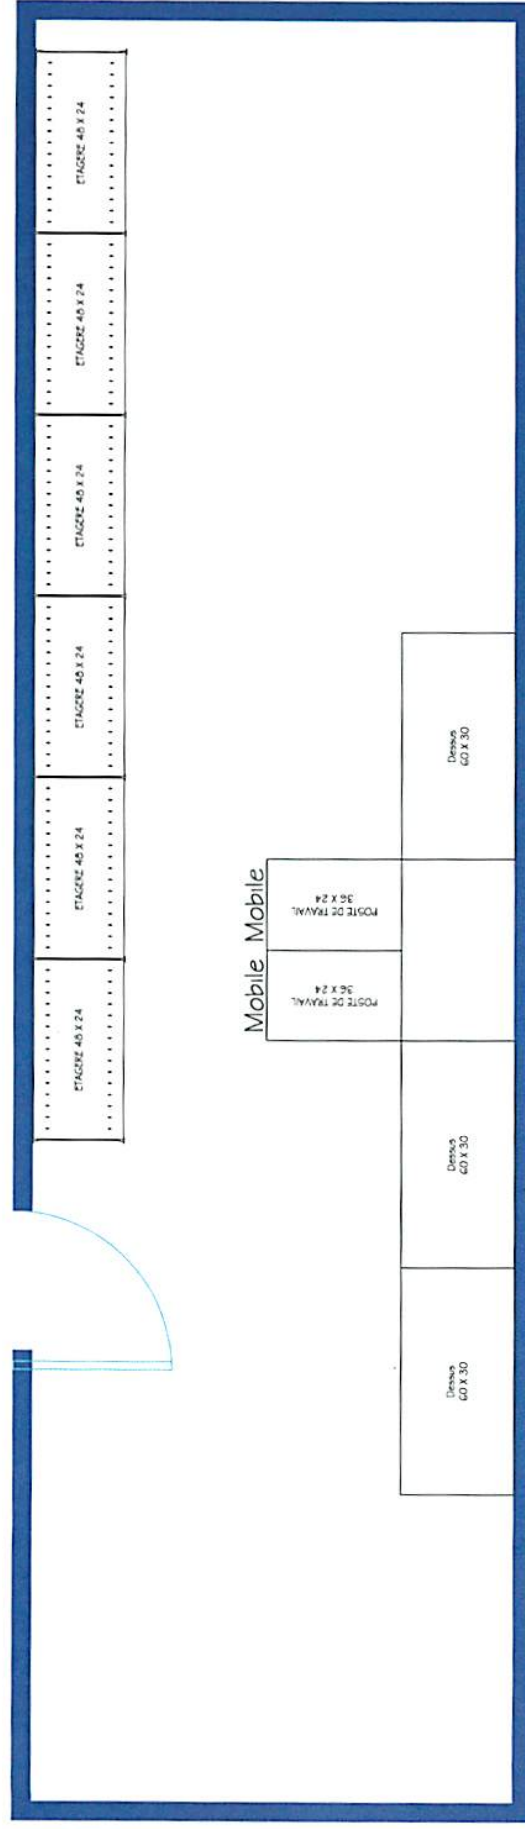 ETAGERE 48 X 24
ETAGERE 48 X 24
ETAGERE 48 X 24
ETAGERE 48 X 24
ETAGERE 48 X 24
ETAGERE 48 X 24
Mobile Mobile
POSTE DE TRAVAIL
36 X 24
POSTE DE TRAVAIL
36 X 24
Dessus
60 X 30
Dessus
60 X 30
Dessus
60 X 30